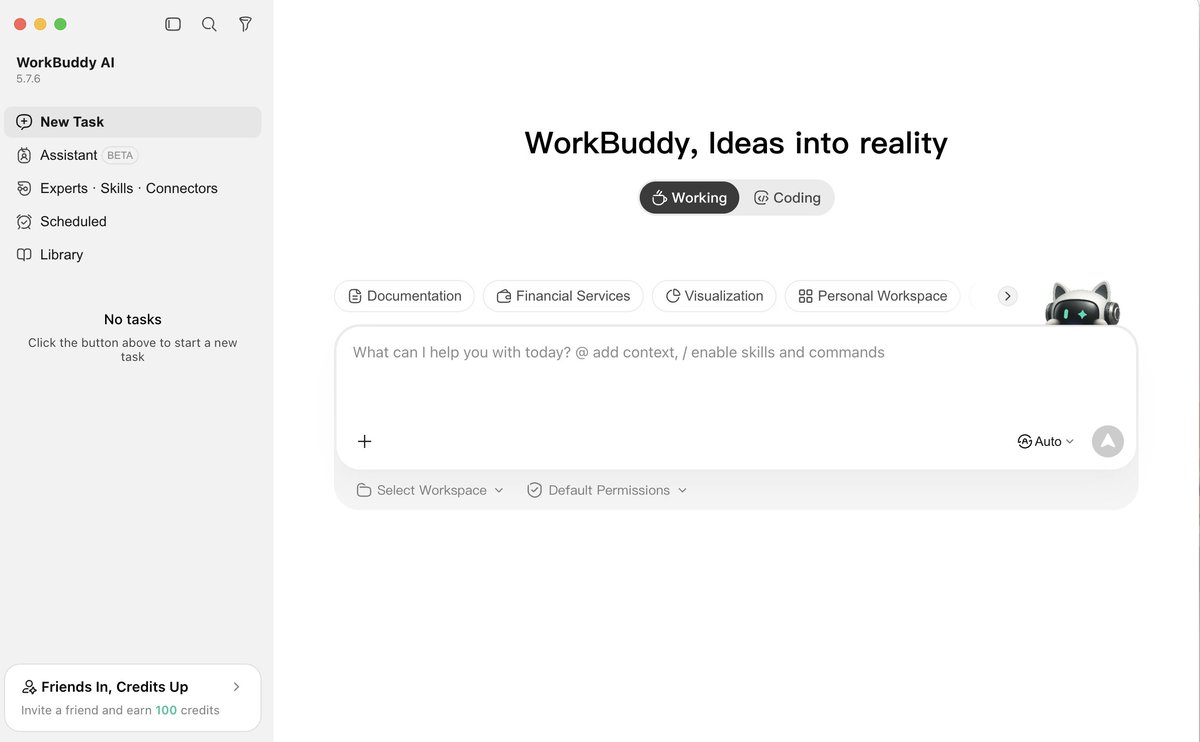 WorkBuddy AI
5.7.6
New Task
Assistant BETA
Experts · Skills · Connectors
Scheduled
Library
No tasks
Click the button above to start a new
task
Friends In, Credits Up
Invite a friend and earn 100 credits
WorkBuddy, Ideas into reality
Working
Coding
Documentation
Financial Services
Visualization
Personal Workspace
What can I help you with today? @ add context, / enable skills and commands
Auto
Select Workspace
Default Permissions